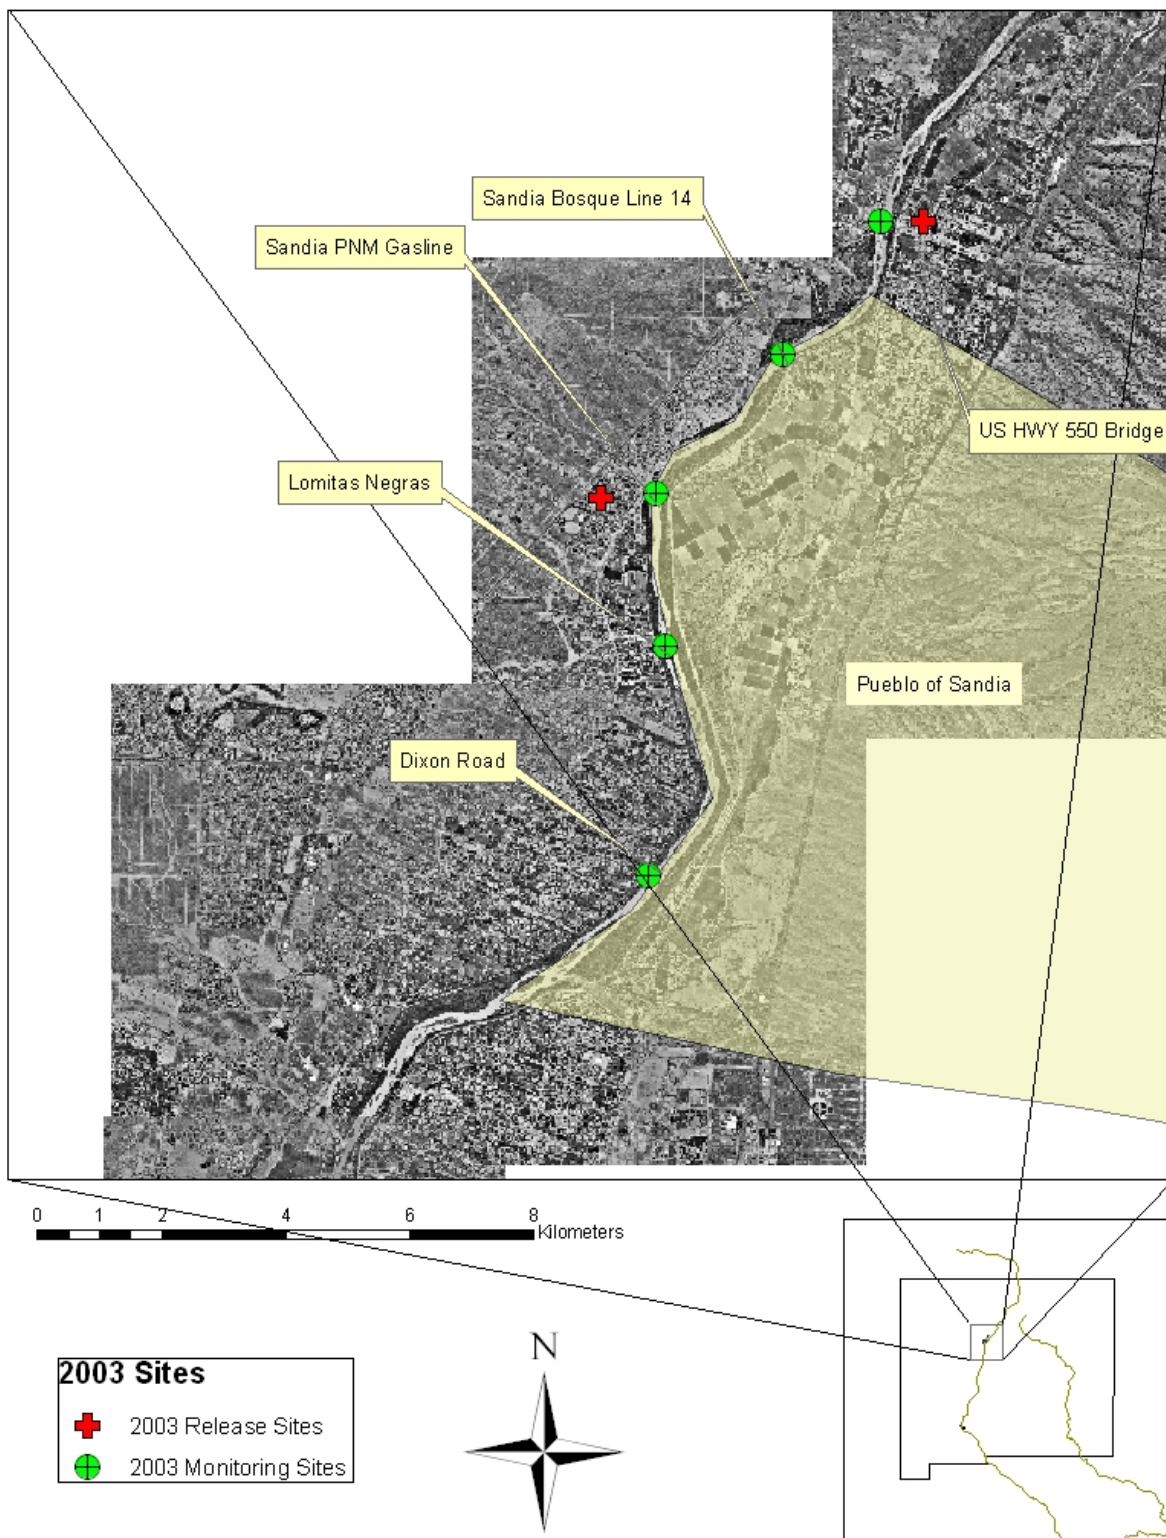 Sandia Bosque Line 14
Sandia PNM Gasline
US HWY 550 Bridge
Lomitas Negras
Pueblo of Sandia
Dixon Road
0 1 2 4 6 8
Kilometers
N
2003 Sites
2003 Release Sites
2003 Monitoring Sites